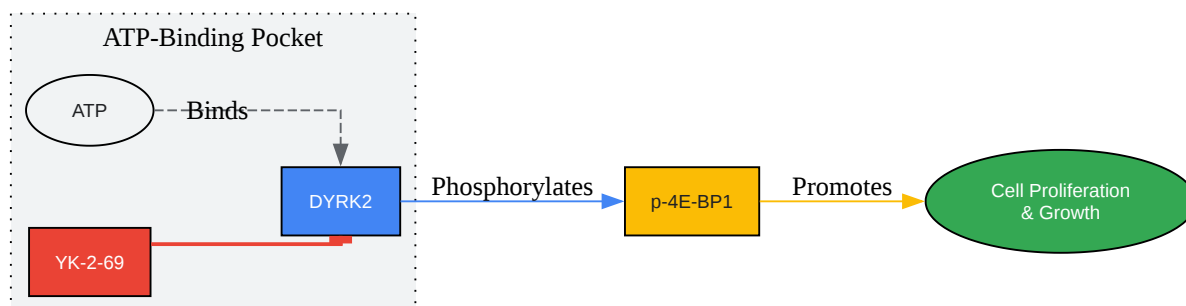 ATP-Binding Pocket
ATP
Binds
DYRK2
Phosphorylates
p-4E-BP1
Promotes
Cell Proliferation
& Growth
YK-2-69